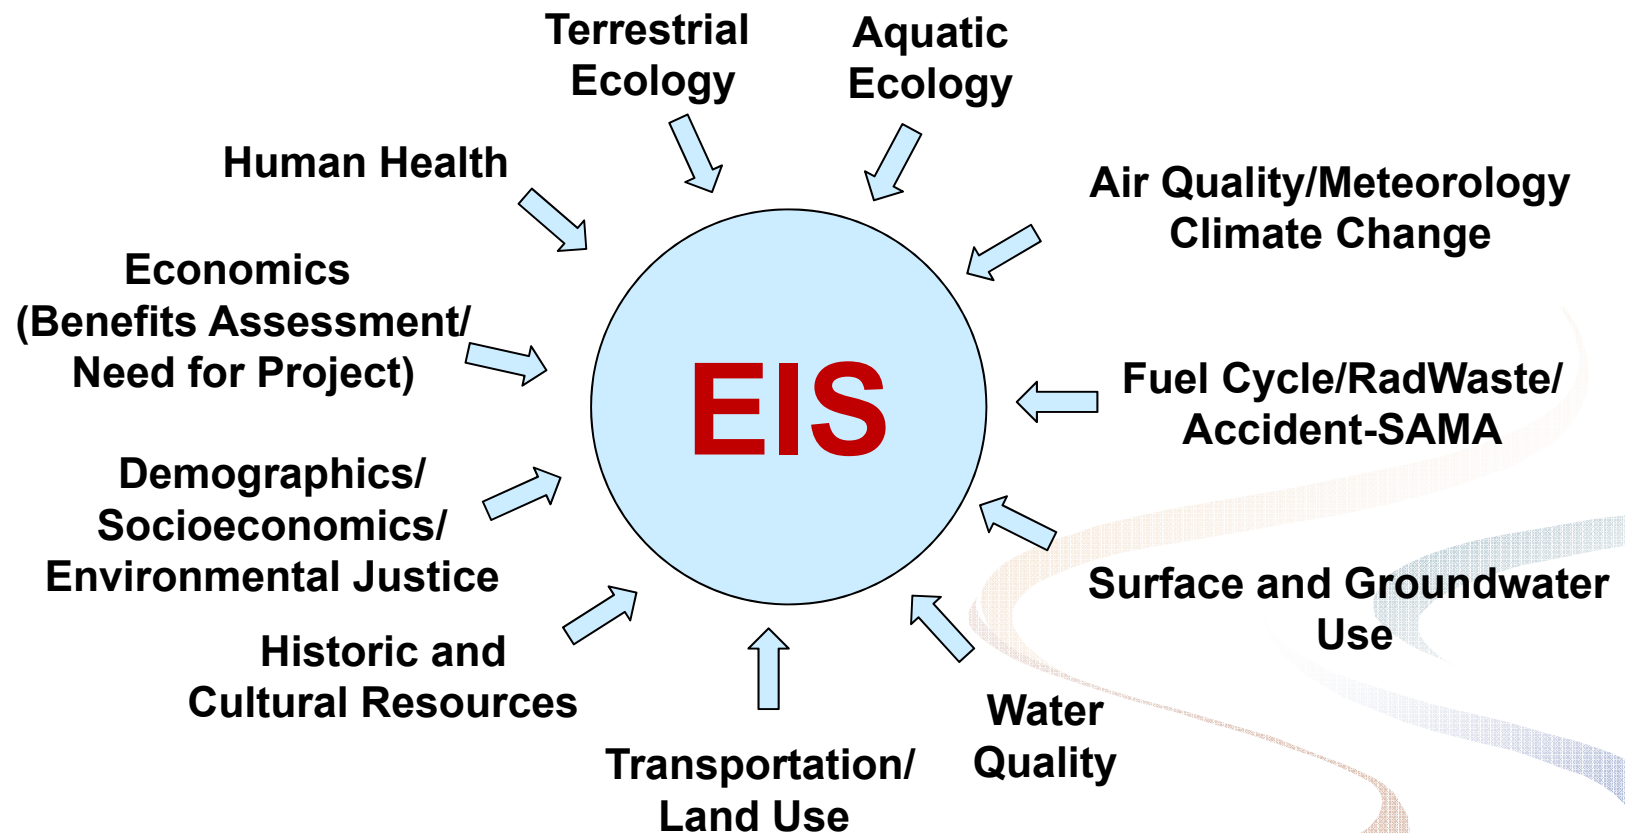 Terrestrial
Ecology
Aquatic
Ecology
Human Health
Air Quality/Meteorology
Climate Change
Economics
(Benefits Assessment/
Need for Project)
EIS
Fuel Cycle/RadWaste/
Accident-SAMA
Demographics/
Socioeconomics/
Environmental Justice
Surface and Groundwater
Use
Historic and
Cultural Resources
Water
Quality
Transportation/
Land Use